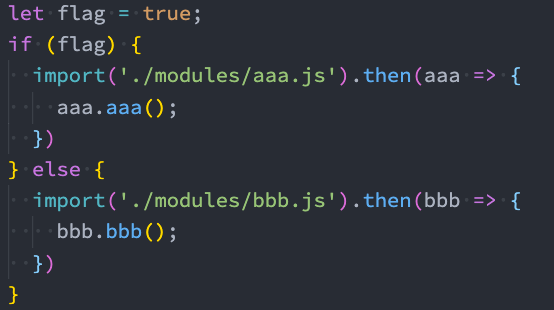 let flag = true;
if (flag) {
  import('./modules/aaa.js').then(aaa => {
    aaa.aaa();
  })
} else {
  import('./modules/bbb.js').then(bbb => {
    bbb.bbb();
  })
}